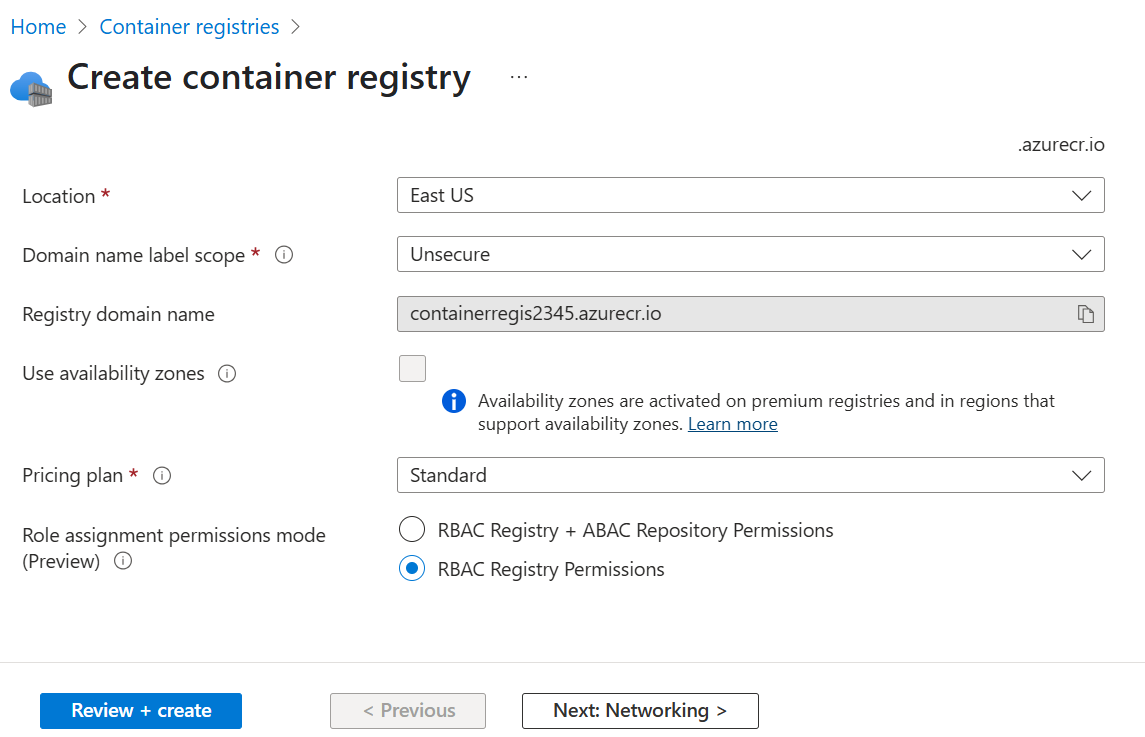 Home > Container registries >
Create container registry ...
.azurecr.io
Location *
East US
Domain name label scope *
Unsecure
Registry domain name
containerregis2345.azurecr.io
Use availability zones
Availability zones are activated on premium registries and in regions that
support availability zones. Learn more
Pricing plan *
Standard
Role assignment permissions mode
(Preview)
RBAC Registry + ABAC Repository Permissions
RBAC Registry Permissions
Review + create
< Previous
Next: Networking >